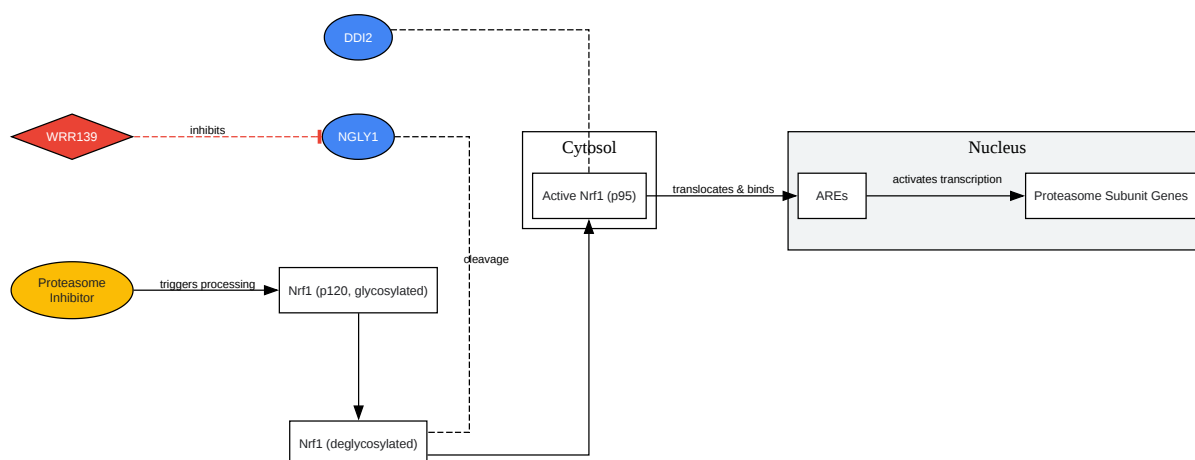 DDI2
WRR139
inhibits
NGLY1
Cytosol
Nucleus
Active Nrf1 (p95)
translocates & binds
AREs
activates transcription
Proteasome Subunit Genes
cleavage
Proteasome
Inhibitor
triggers processing
Nrf1 (p120, glycosylated)
Nrf1 (deglycosylated)